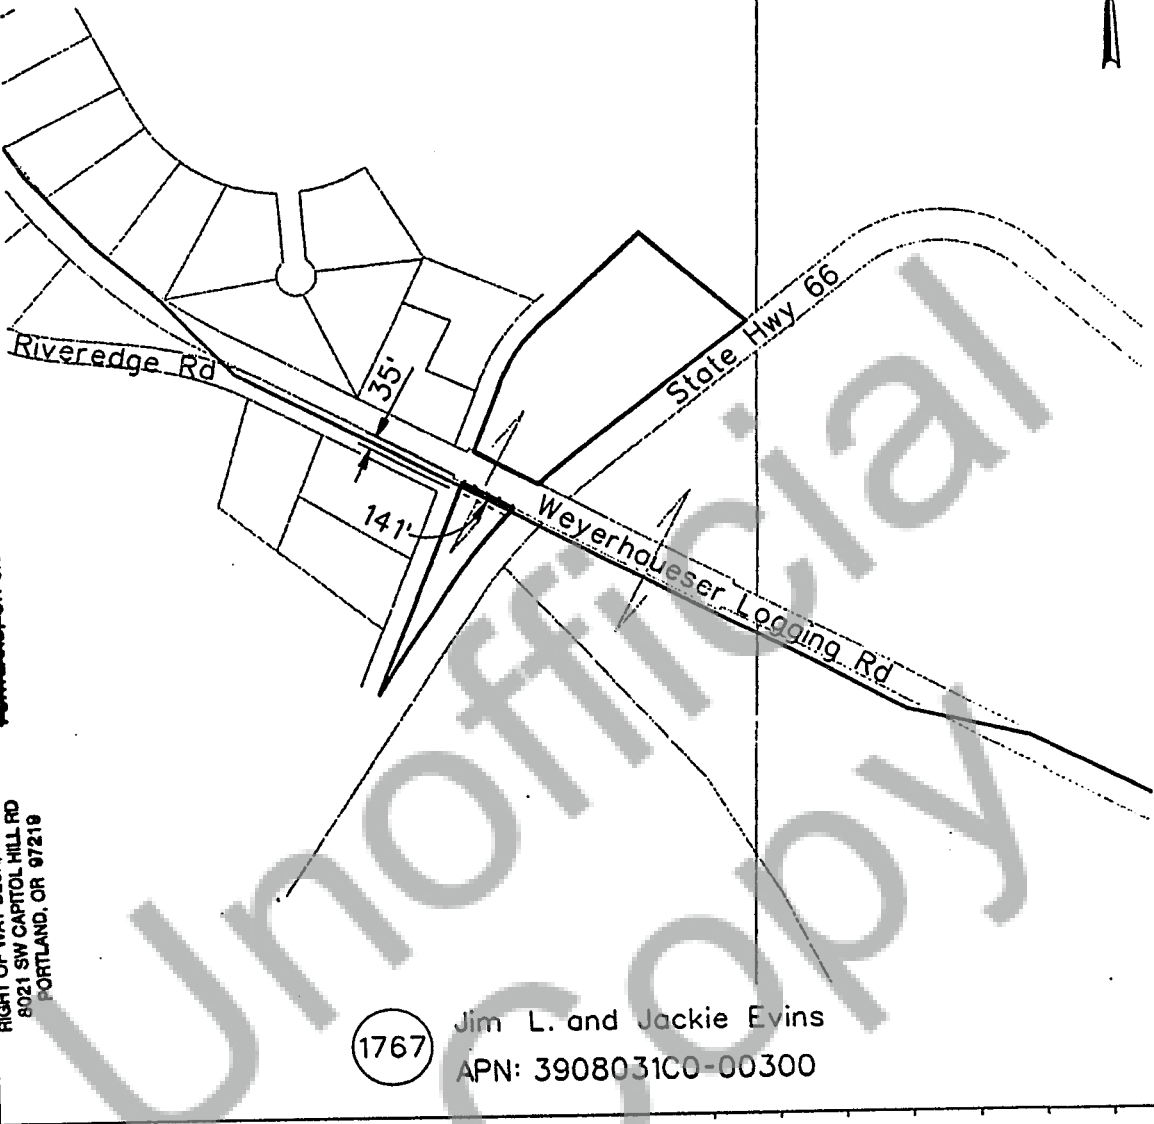 Riveredge Rd
35'
State Hwy 66
141'
Weyerhaueser Logging Rd
8021 SW CAPITOL HILL RD
PORTLAND, OR 97219
1767
Jim L. and Jackie Evins
APN: 3908031C0-00300
Unofficial
Copy